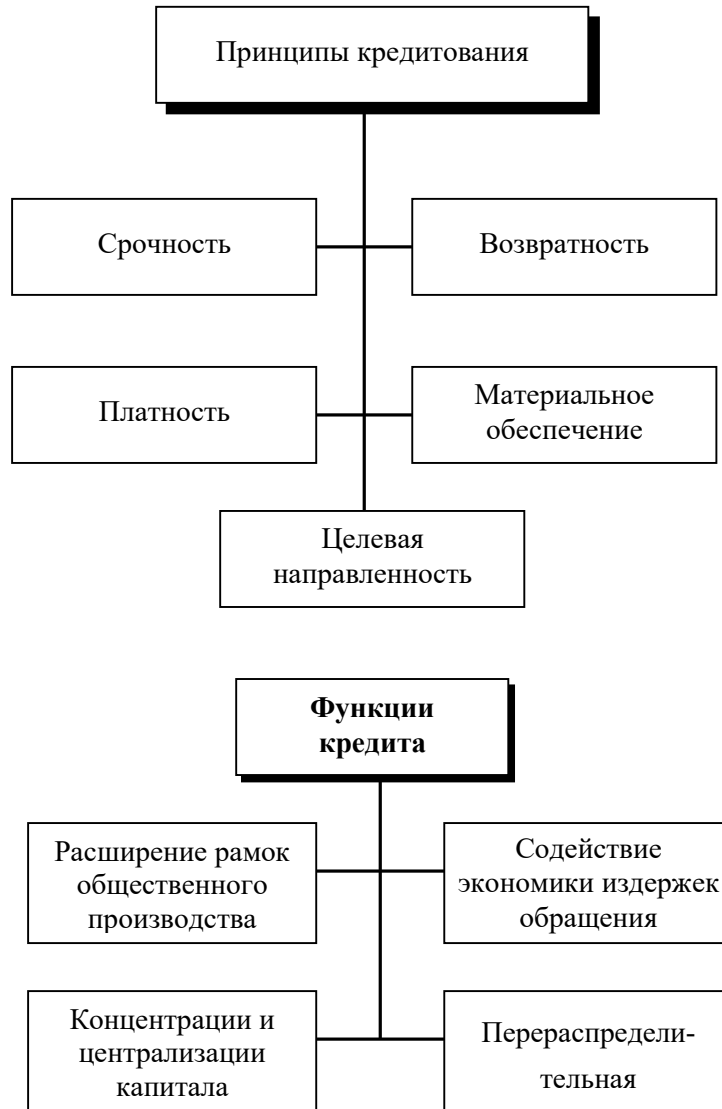 Принципы кредитования
Срочность
Возвратность
Платность
Материальное
обеспечение
Целевая
направленность
Функции
кредита
Расширение рамок
общественного
производства
Содействие
экономики издержек
обращения
Концентрации и
централизации
капитала
Перераспредели-
тельная